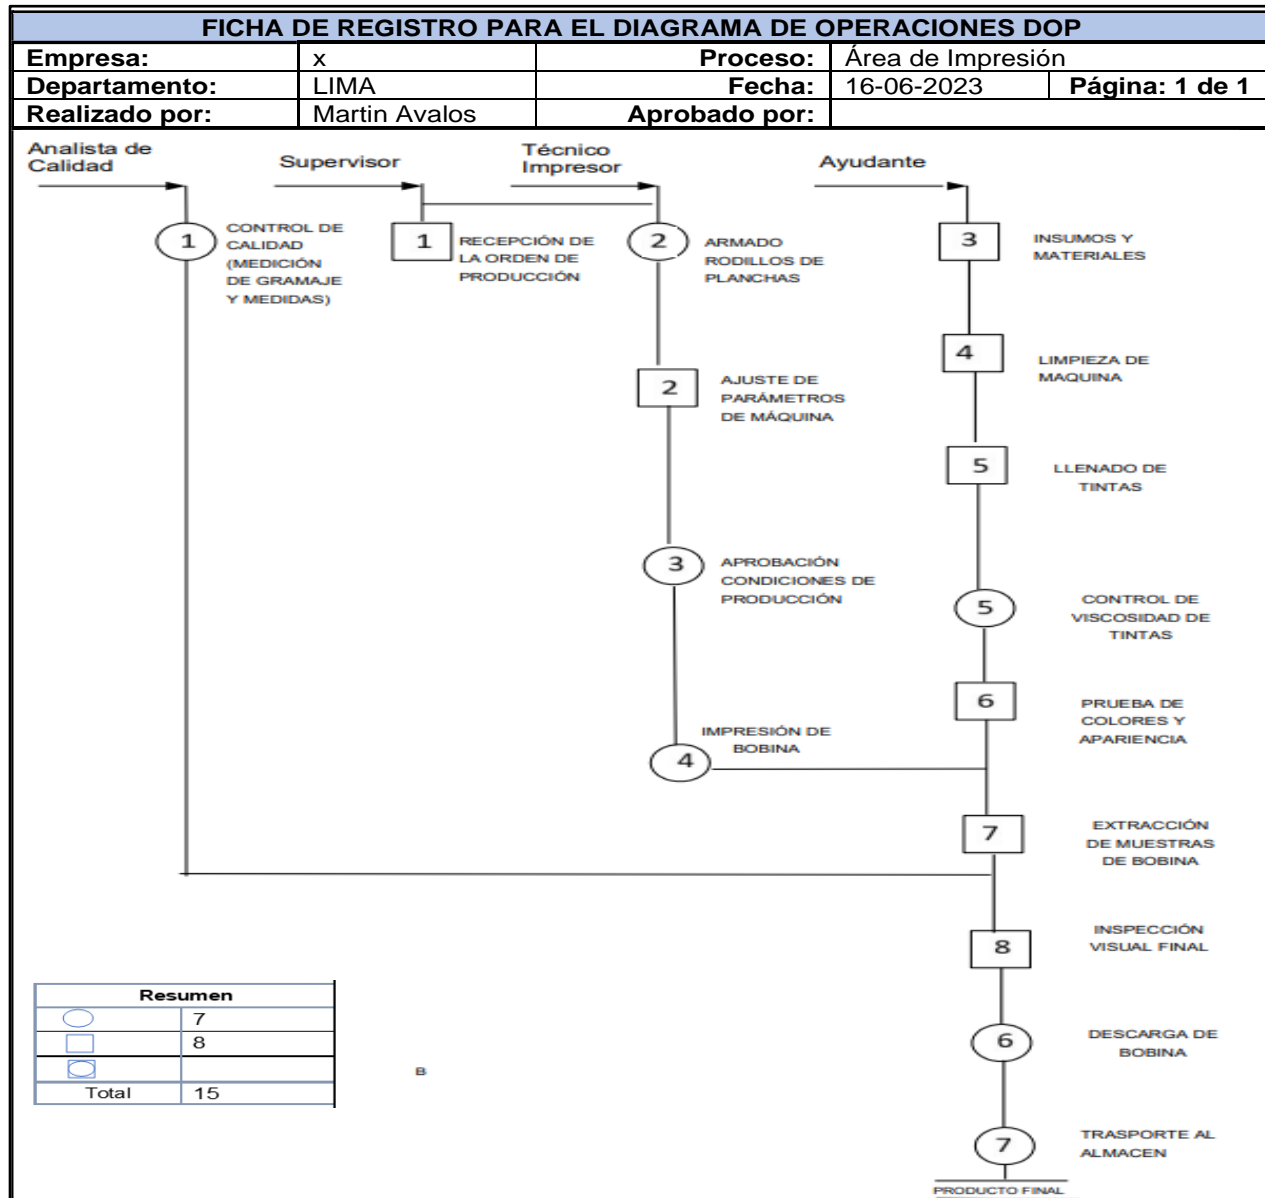 FICHA DE REGISTRO PARA EL DIAGRAMA DE OPERACIONES DOP
Empresa: x Proceso: Área de Impresión
Departamento: LIMA Fecha: 16-06-2023 Página: 1 de 1
Realizado por: Martin Avalos Aprobado por:
Analista de
Calidad
Supervisor
Técnico
Impresor
Ayudante
1
CONTROL DE
CALIDAD
(MEDICIÓN
DE GRAMAJE
Y MEDIDAS)
1
RECEPCIÓN DE
LA ORDEN DE
PRODUCCIÓN
2
ARMADO
RODILLOS DE
PLANCHAS
3
INSUMOS Y
MATERIALES
4
LIMPIEZA DE
MAQUINA
2
AJUSTE DE
PARÁMETROS
DE MÁQUINA
5
LLENADO DE
TINTAS
3
APROBACIÓN
CONDICIONES DE
PRODUCCIÓN
5
CONTROL DE
VISCOSIDAD DE
TINTAS
6
PRUEBA DE
COLORES Y
APARIENCIA
IMPRESIÓN DE
BOBINA
4
7
EXTRACCIÓN
DE MUESTRAS
DE BOBINA
8
INSPECCIÓN
VISUAL FINAL
6
DESCARGA DE
BOBINA
7
TRASPORTE AL
ALMACEN
PRODUCTO FINAL
Resumen
7
8
Total 15
B